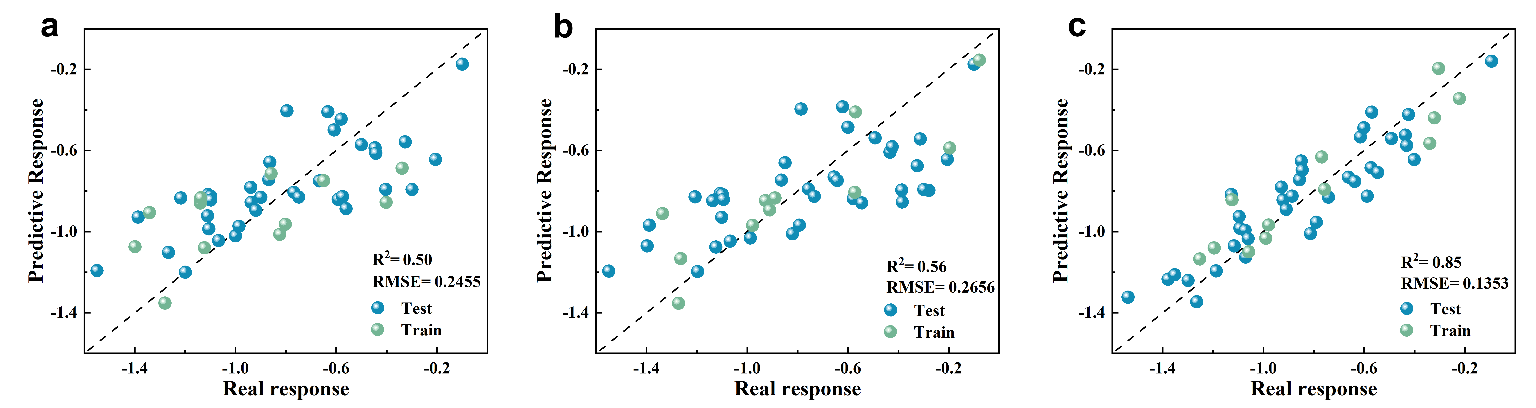 a
Predictive Response
-0.2
-0.6
-1.0
-1.4
R²= 0.50
RMSE= 0.2455
Test
Train
-1.4 -1.0 -0.6 -0.2
Real response
b
Predictive Response
-0.2
-0.6
-1.0
-1.4
R²= 0.56
RMSE= 0.2656
Test
Train
-1.4 -1.0 -0.6 -0.2
Real response
c
Predictive Response
-0.2
-0.6
-1.0
-1.4
R²= 0.85
RMSE= 0.1353
Test
Train
-1.4 -1.0 -0.6 -0.2
Real response